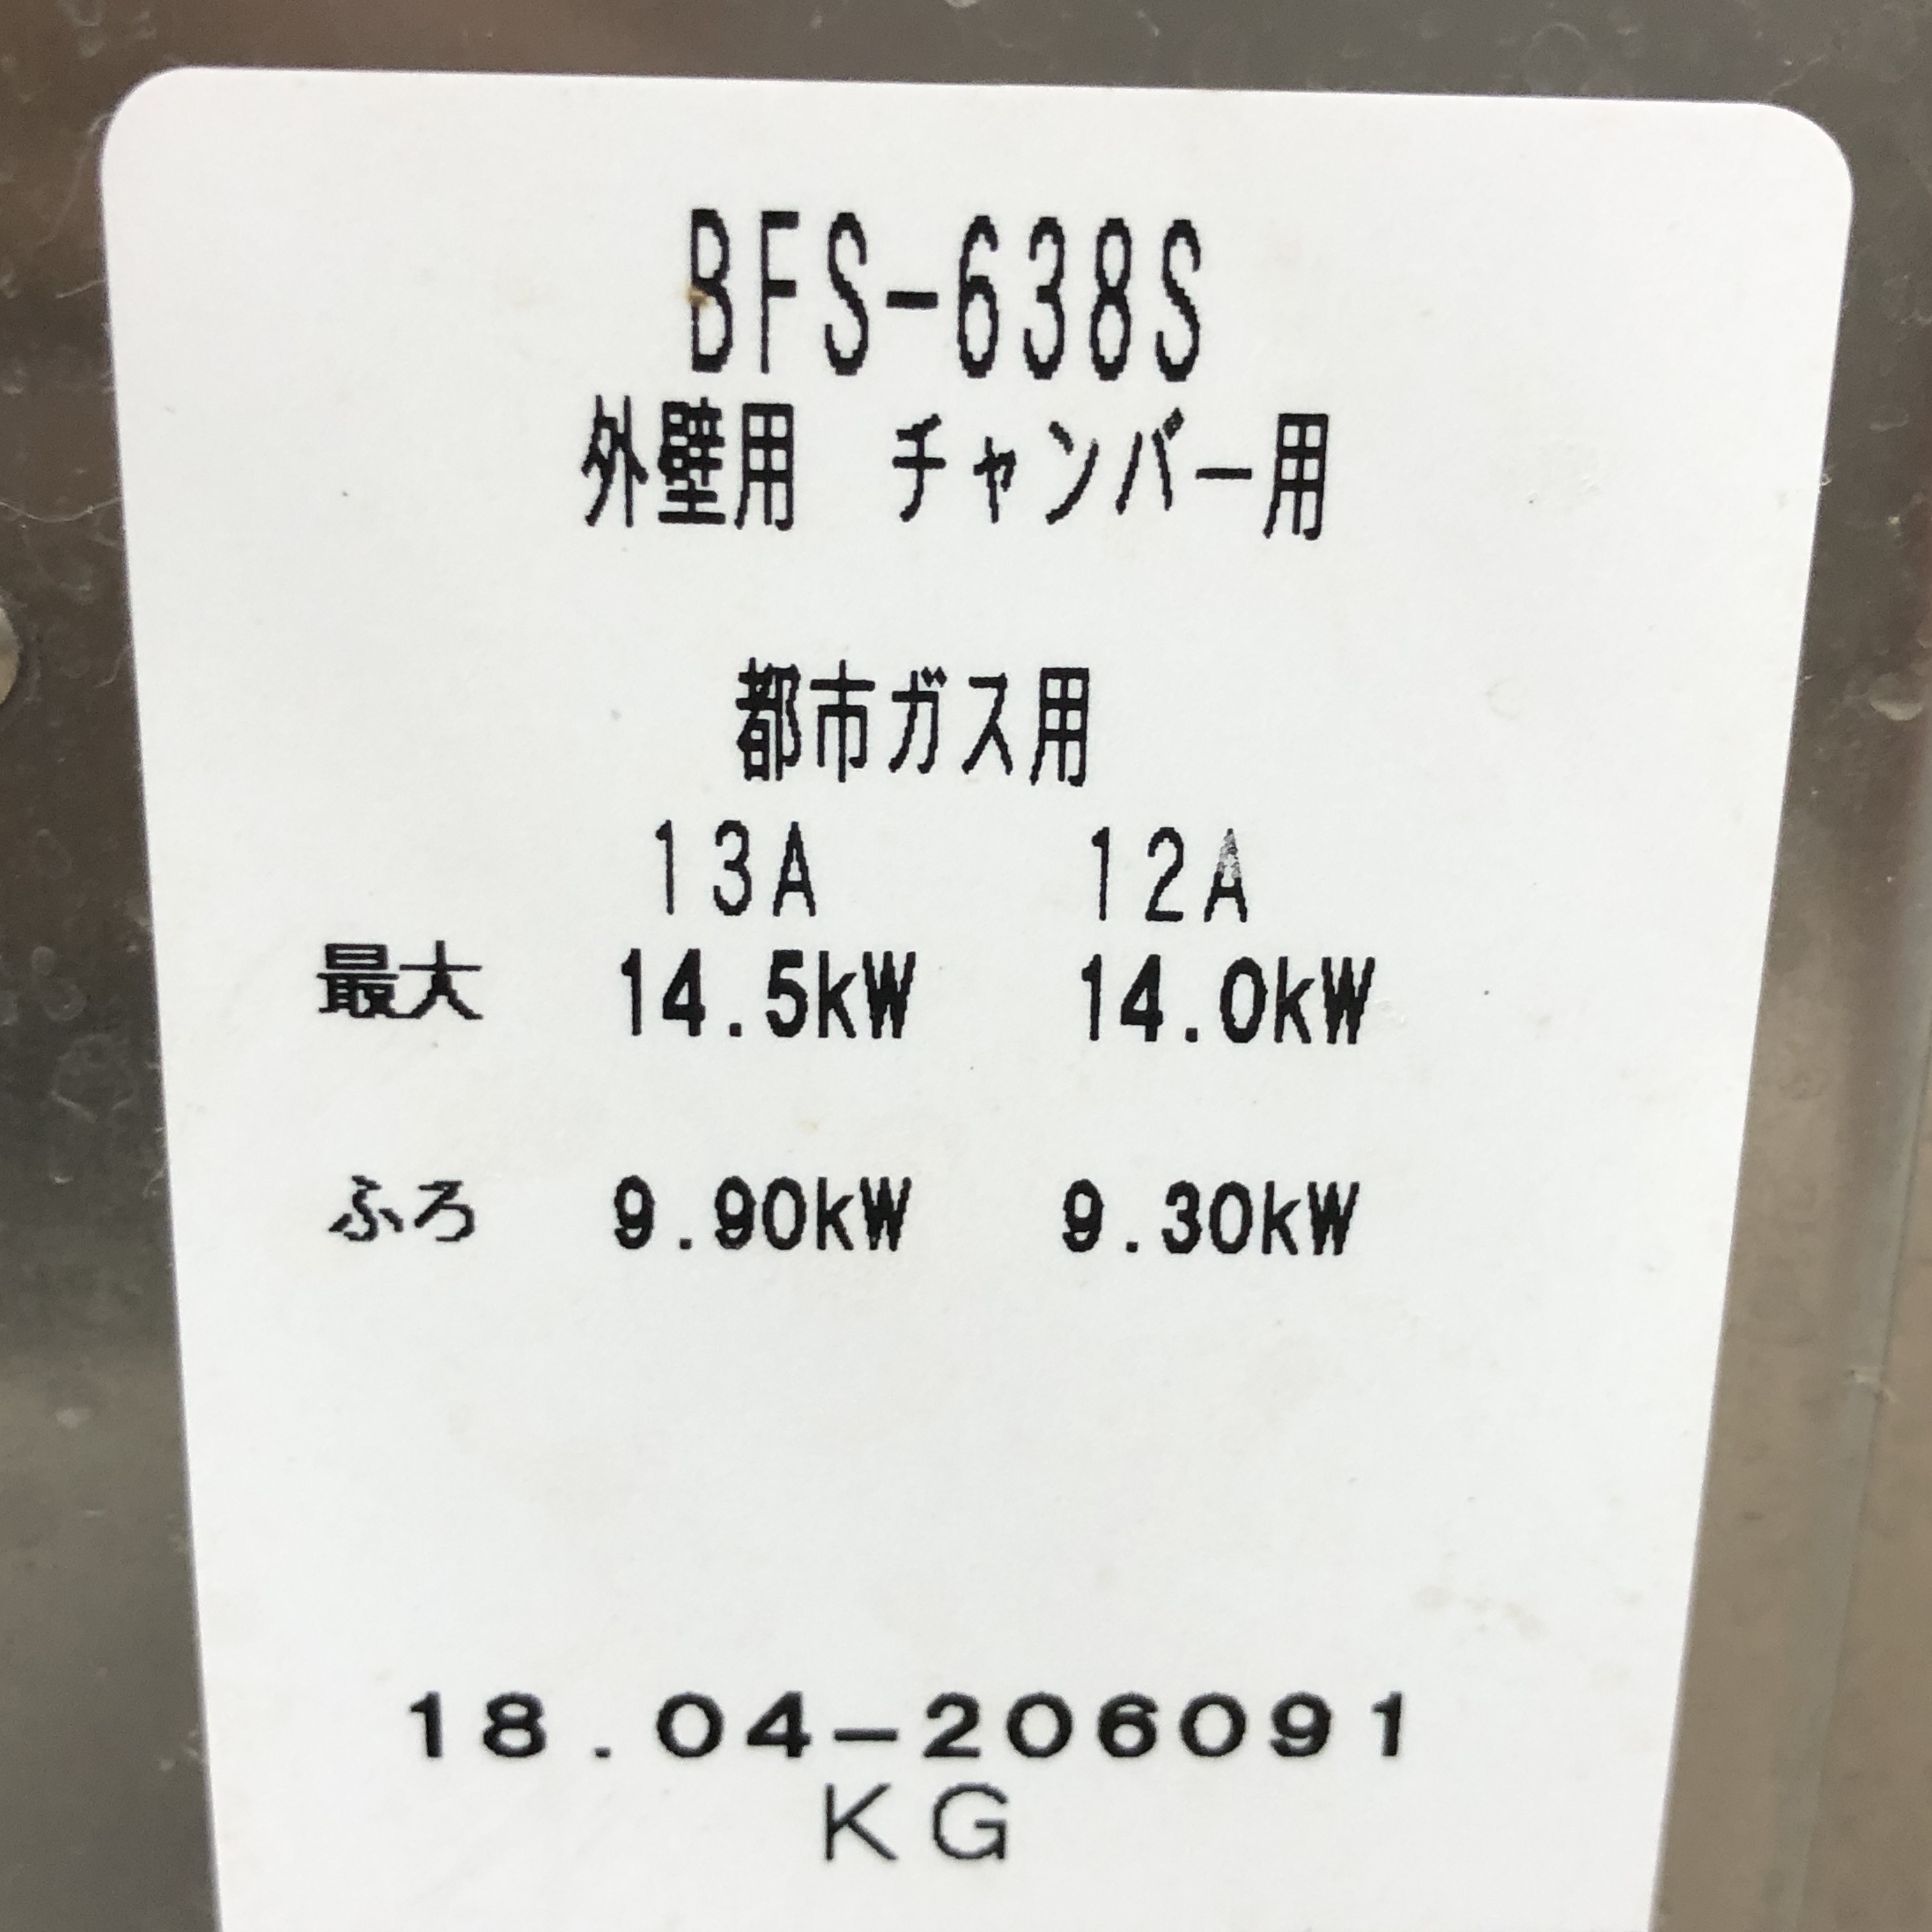 BFS-638S
外壁用　チャンバー用
都市ガス用
13A 12A
最大 14.5kW 14.0kW
ふろ 9.90kW 9.30kW
18.04-206091
KG